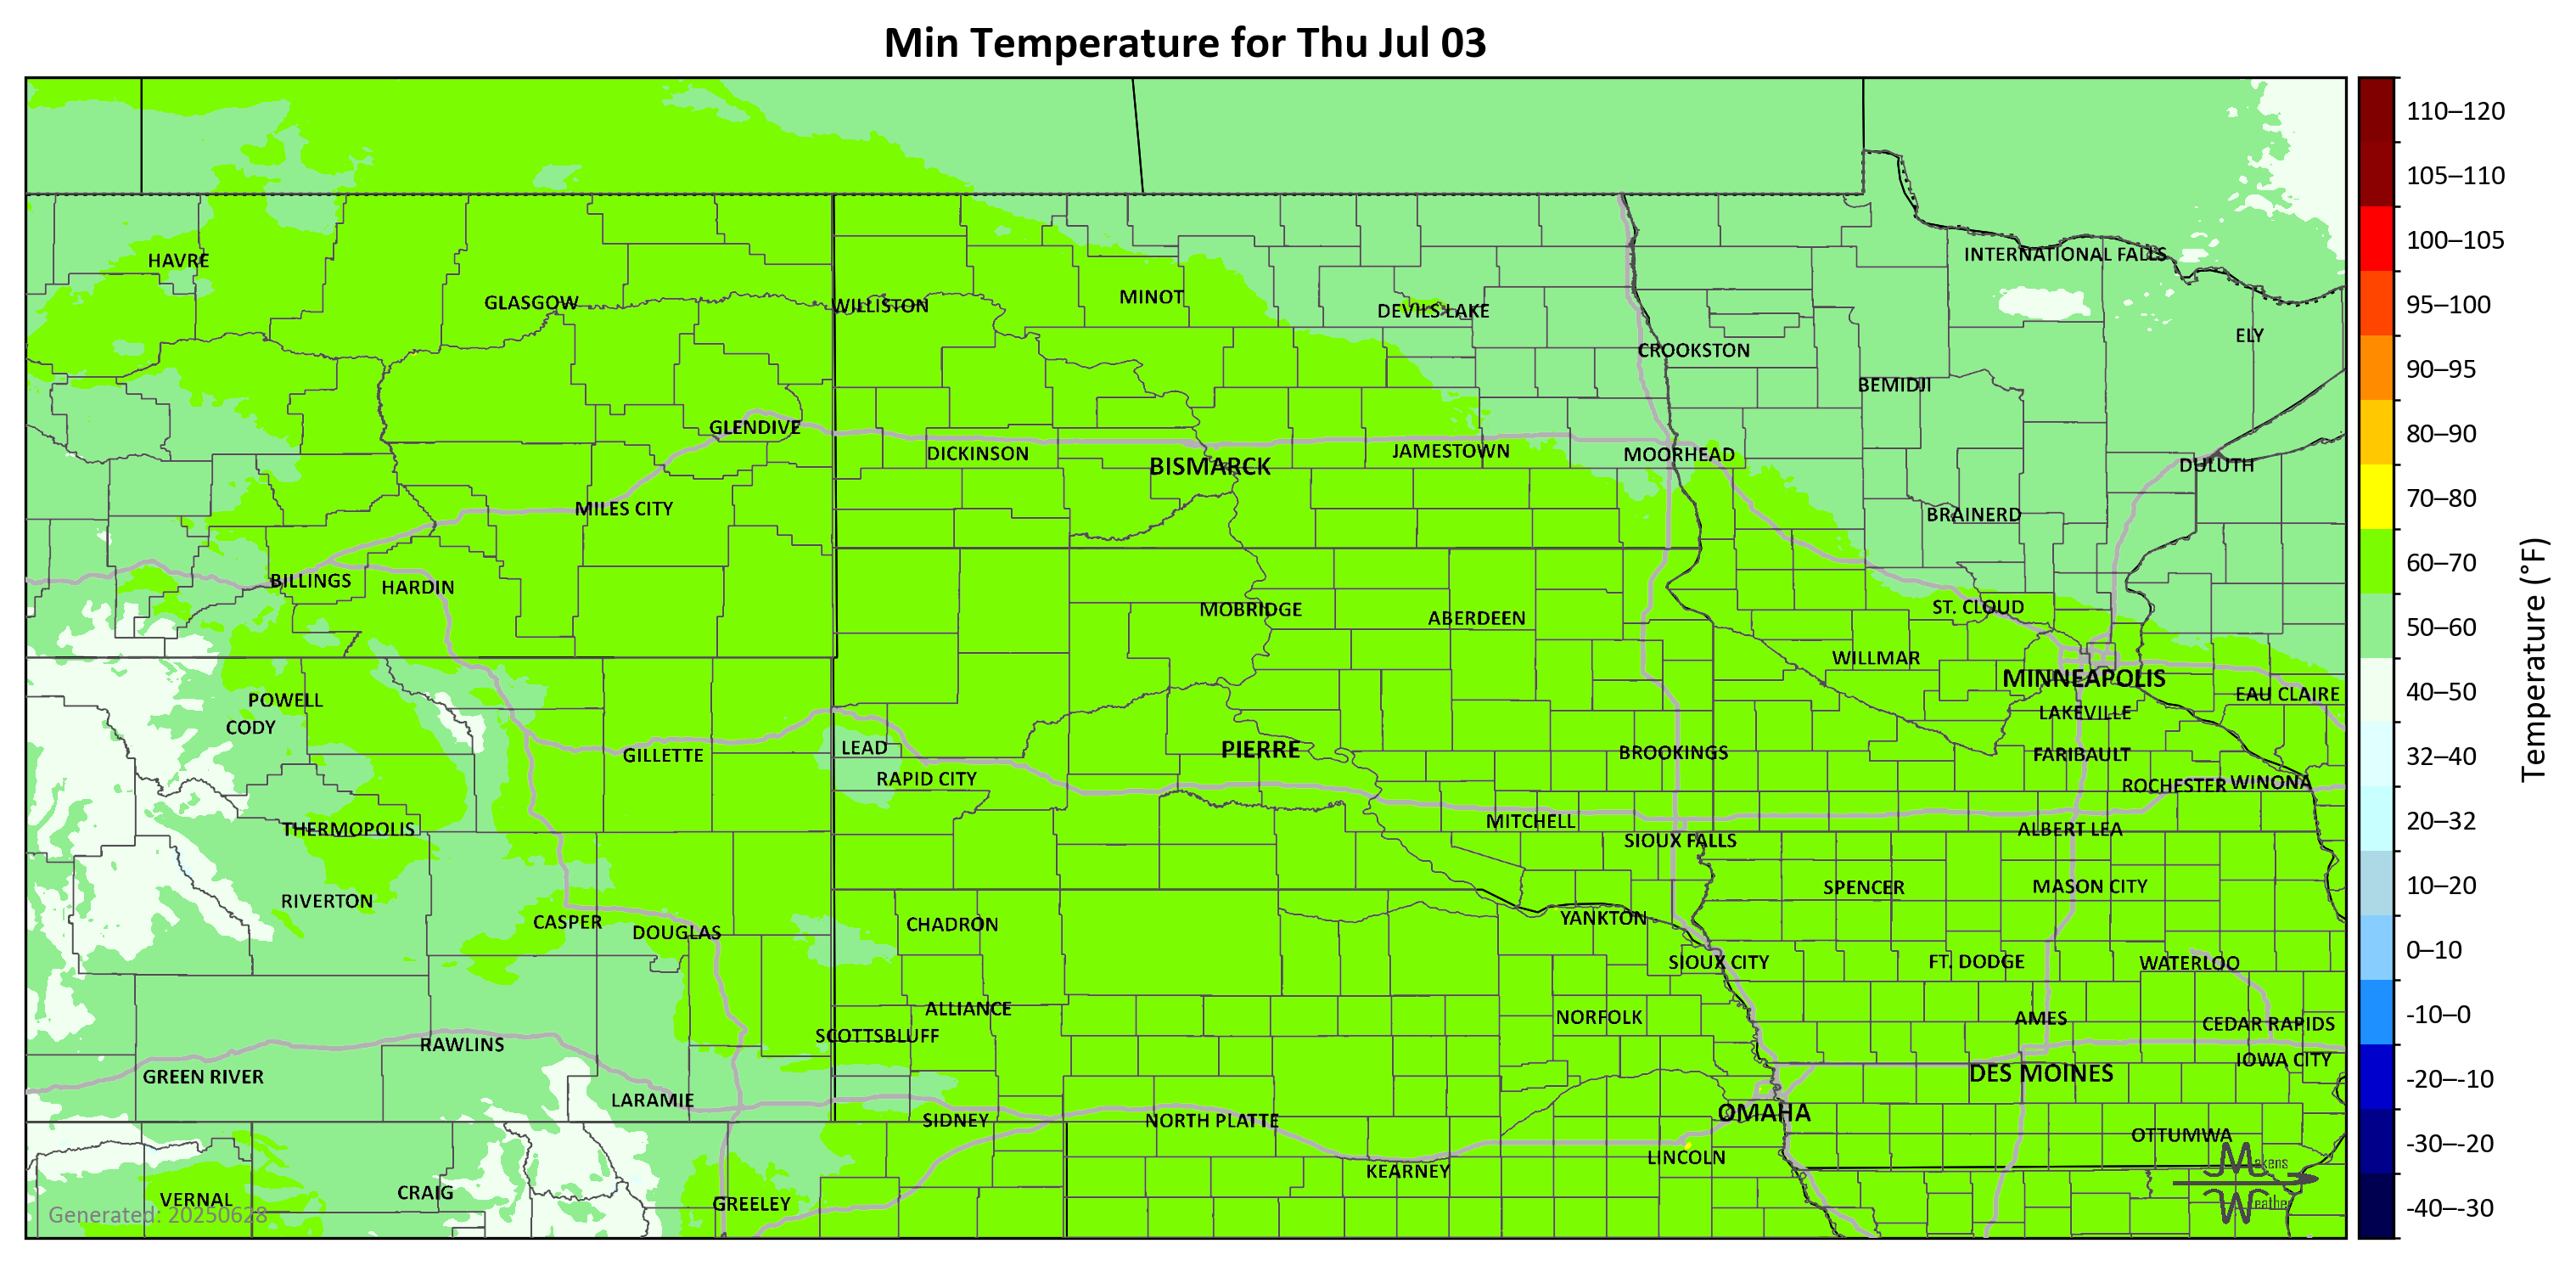 Min Temperature for Thu Jul 03
110–120
105–110
100–105
95–100
90–95
80–90
70–80
60–70
50–60
40–50
32–40
20–32
10–20
0–10
-10–0
-20–-10
-30–-20
-40–-30
Temperature (°F)
HAVRE
INTERNATIONAL FALLS
GLASGOW
WILLISTON
MINOT
DEVILS LAKE
ELY
CROOKSTON
BEMIDJI
GLENDIVE
DICKINSON
BISMARCK
JAMESTOWN
MOORHEAD
DULUTH
MILES CITY
BRAINERD
BILLINGS
HARDIN
MOBRIDGE
ABERDEEN
ST. CLOUD
WILLMAR
MINNEAPOLIS
POWELL
EAU CLAIRE
CODY
LAKEVILLE
GILLETTE
LEAD
PIERRE
BROOKINGS
FARIBAULT
RAPID CITY
ROCHESTER
WINONA
THERMOPOLIS
MITCHELL
SIOUX FALLS
ALBERT LEA
RIVERTON
SPENCER
MASON CITY
CASPER
DOUGLAS
CHADRON
YANKTON
SIOUX CITY
FT. DODGE
WATERLOO
ALLIANCE
NORFOLK
AMES
CEDAR RAPIDS
RAWLINS
SCOTTSBLUFF
IOWA CITY
GREEN RIVER
DES MOINES
LARAMIE
SIDNEY
NORTH PLATTE
OMAHA
OTTUMWA
LINCOLN
KEARNEY
VERNAL
CRAIG
GREELEY
Generated: 20250628
Makens
Weather